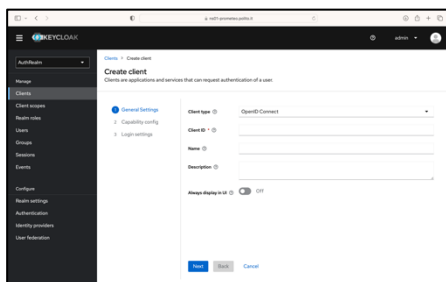 KEYCLOAK
admin
AuthRealm
Manage
Clients
Client scopes
Realm roles
Users
Groups
Sessions
Events
Configure
Realm settings
Authentication
Identity providers
User federation
Clients > Create client
Create client
Clients are applications and services that can request authentication of a user.
1 General Settings
2 Capability config
3 Login settings
Client type
OpenID Connect
Client ID *
Name
Description
Always display in UI
Off
Next
Back
Cancel